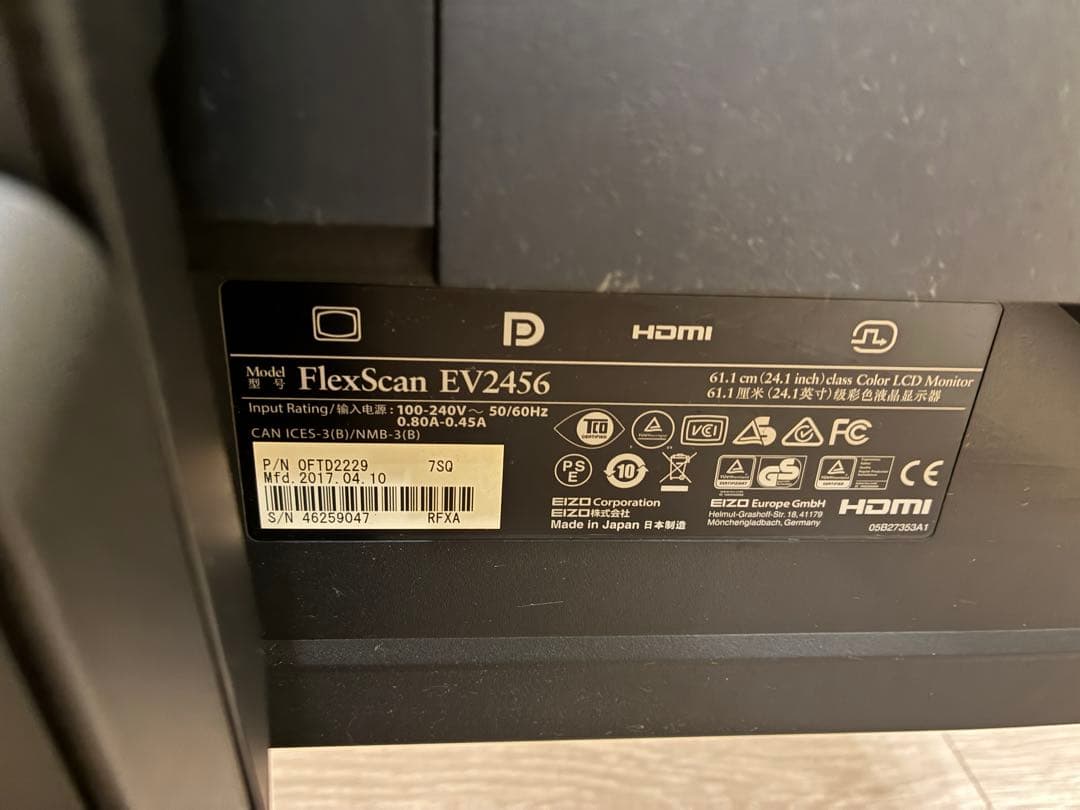 HDMI
Model FlexScan EV2456
型号
61.1 cm (24.1 inch) class Color LCD Monitor
61.1 厘米 (24.1英寸) 级彩色液晶显示器
Input Rating/输入电源: 100-240V～ 50/60Hz
0.80A-0.45A
CAN ICES-3(B)/NMB-3(B)
P/N 0FTD2229 7SQ
Mfd. 2017.04.10
S/N 46259047 RFXA
TCO
CERTIFIED
VCI
FC
PS
E
10
GS
CE
EIZO Corporation
EIZO株式会社
Made in Japan 日本制造
EIZO Europe GmbH
Helmut-Grashoff-Str. 18, 41179
Mönchengladbach, Germany
HDMI
05B27353A1